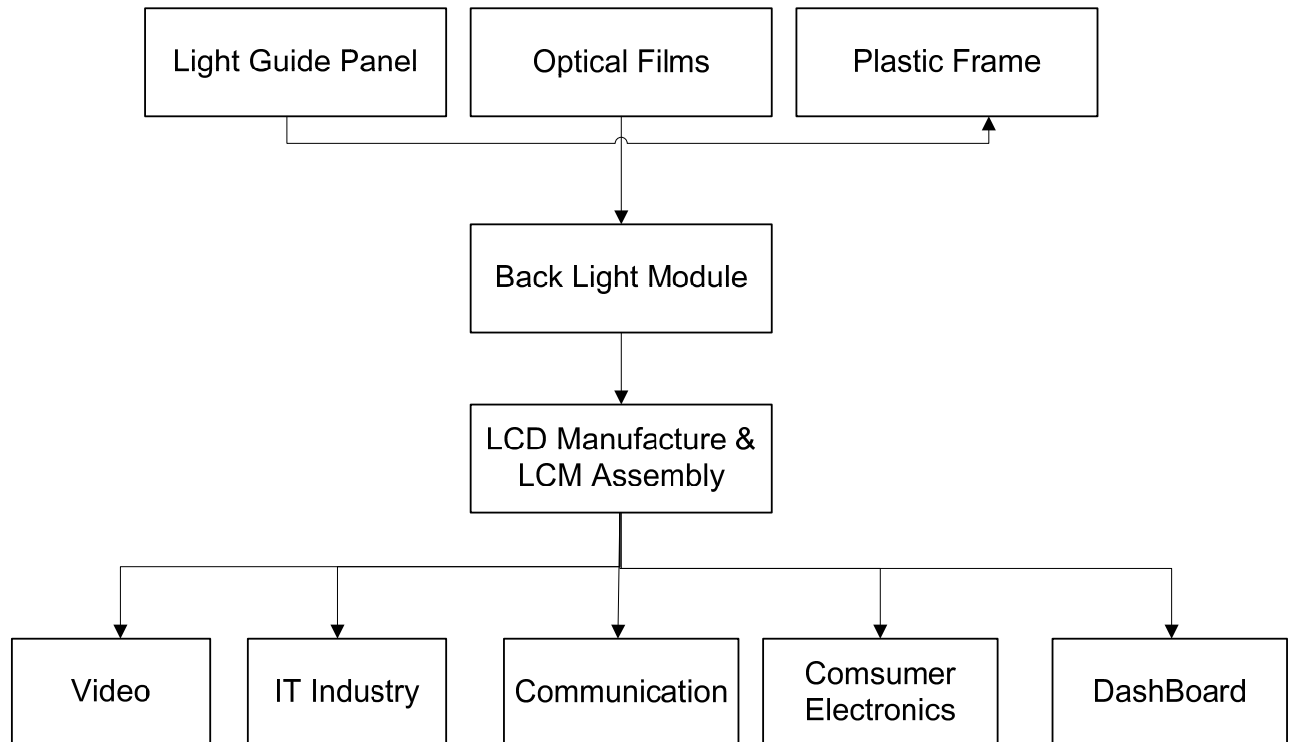 Light Guide Panel
Optical Films
Plastic Frame
Back Light Module
LCD Manufacture &
LCM Assembly
Video
IT Industry
Communication
Comsumer
Electronics
DashBoard